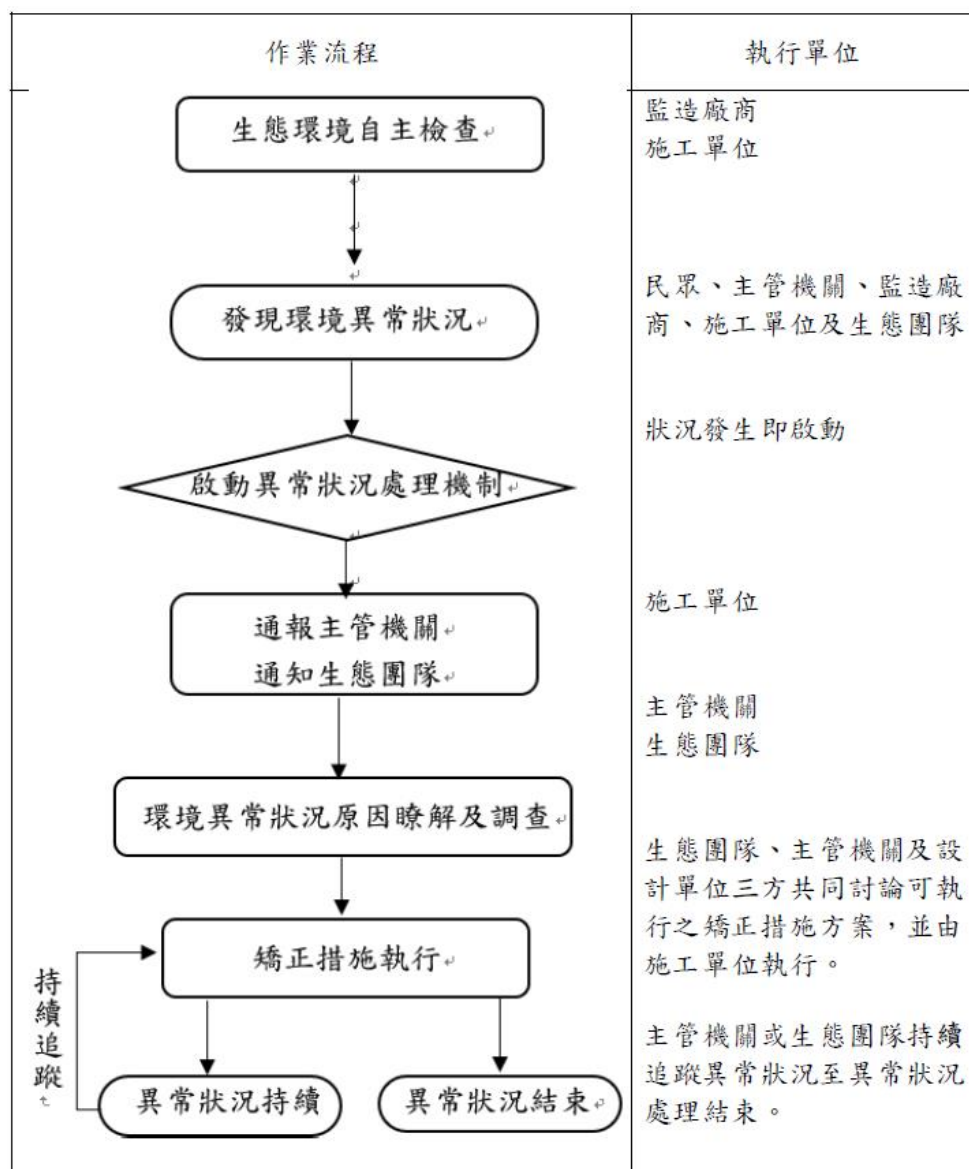 作業流程
執行單位
生態環境自主檢查
監造廠商
施工單位
發現環境異常狀況
民眾、主管機關、監造廠
商、施工單位及生態團隊
啟動異常狀況處理機制
狀況發生即啟動
通報主管機關
通知生態團隊
施工單位
環境異常狀況原因瞭解及調查
主管機關
生態團隊
矯正措施執行
生態團隊、主管機關及設
計單位三方共同討論可執
行之矯正措施方案，並由
施工單位執行。
持續追蹤
異常狀況持續
異常狀況結束
主管機關或生態團隊持續
追蹤異常狀況至異常狀況
處理結束。